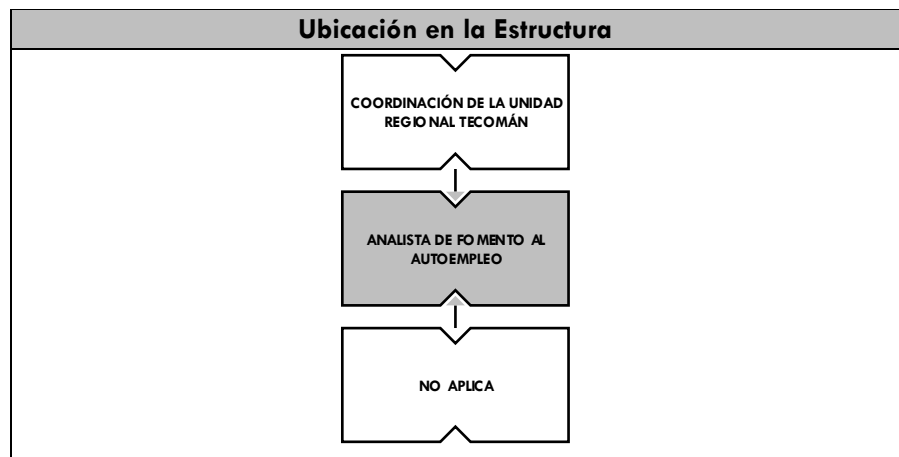 Ubicación en la Estructura
COORDINACIÓN DE LA UNIDAD
REGIONAL TECOMÁN
ANALISTA DE FOMENTO AL
AUTOEMPLEO
NO APLICA